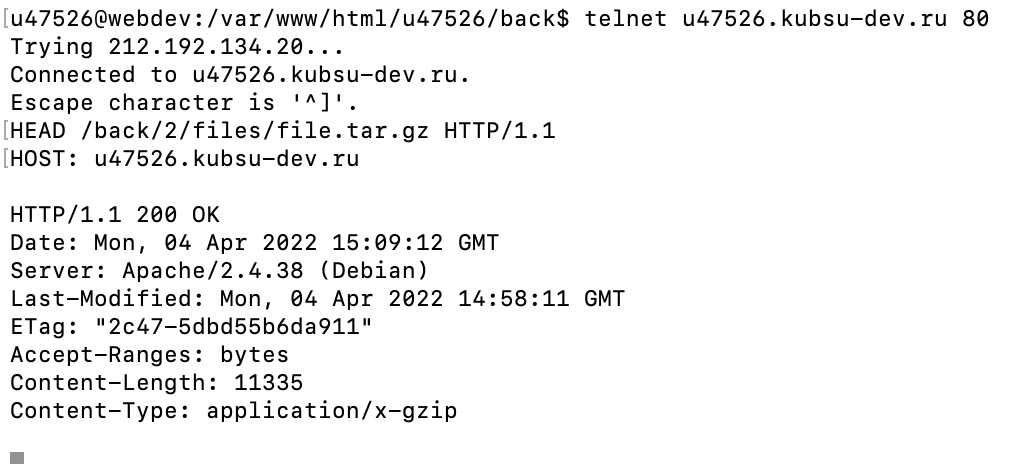 [u47526@webdev:/var/www/html/u47526/back$ telnet u47526.kubsu-dev.ru 80
Trying 212.192.134.20...
Connected to u47526.kubsu-dev.ru.
Escape character is '^]'.
[HEAD /back/2/files/file.tar.gz HTTP/1.1
[HOST: u47526.kubsu-dev.ru
HTTP/1.1 200 OK
Date: Mon, 04 Apr 2022 15:09:12 GMT
Server: Apache/2.4.38 (Debian)
Last-Modified: Mon, 04 Apr 2022 14:58:11 GMT
ETag: "2c47-5dbd55b6da911"
Accept-Ranges: bytes
Content-Length: 11335
Content-Type: application/x-gzip